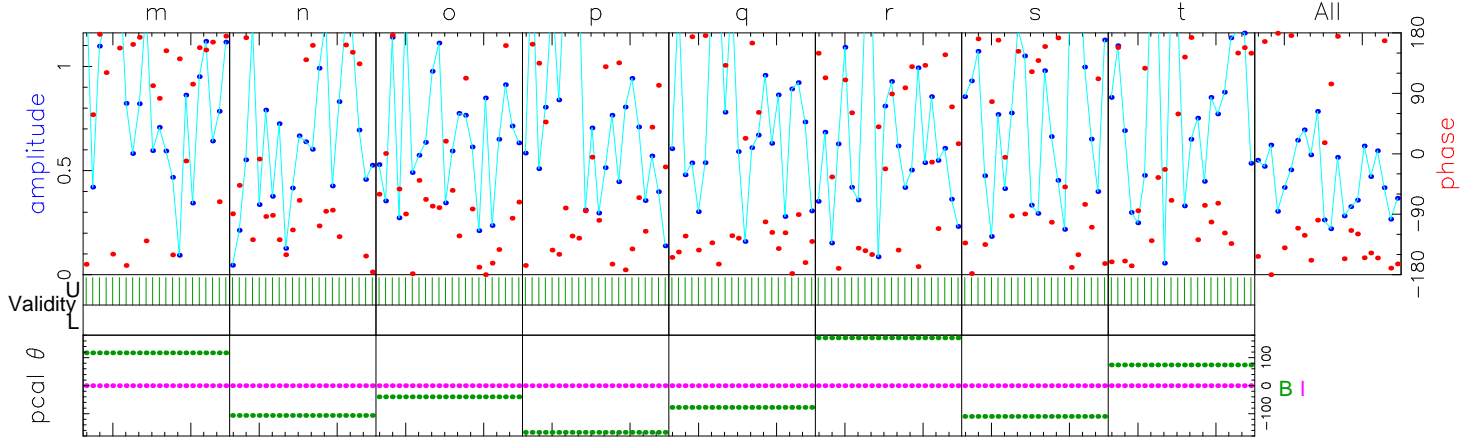 m n o p q r s t All
amplitude
1
0.5
0
180
90
0
−90
−180
phase
Validity
U
L
pcal θ
100
0
−100
B I